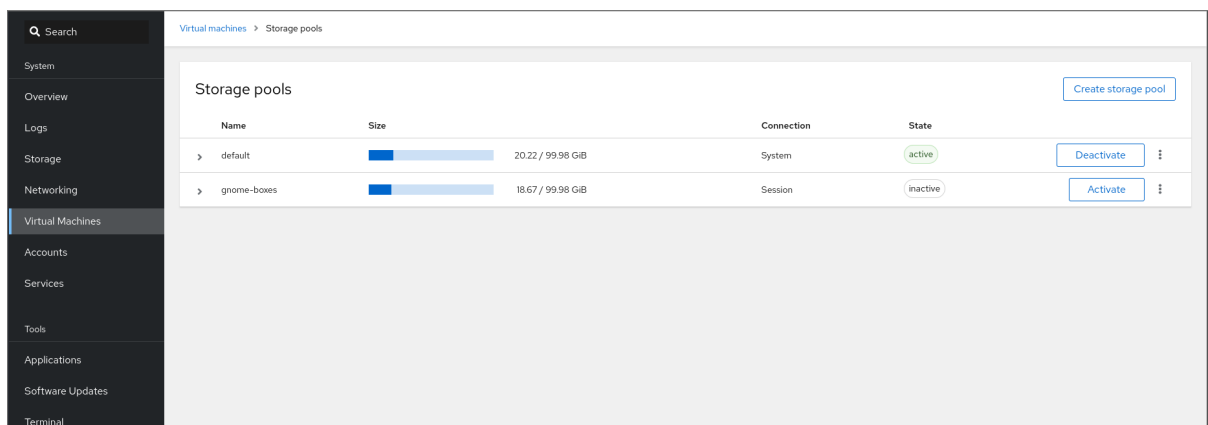 Search
System
Overview
Logs
Storage
Networking
Virtual Machines
Accounts
Services
Tools
Applications
Software Updates
Terminal
Virtual machines > Storage pools
Storage pools
Create storage pool
Name Size Connection State
default 20.22 / 99.98 GiB System active Deactivate
gnome-boxes 18.67 / 99.98 GiB Session inactive Activate